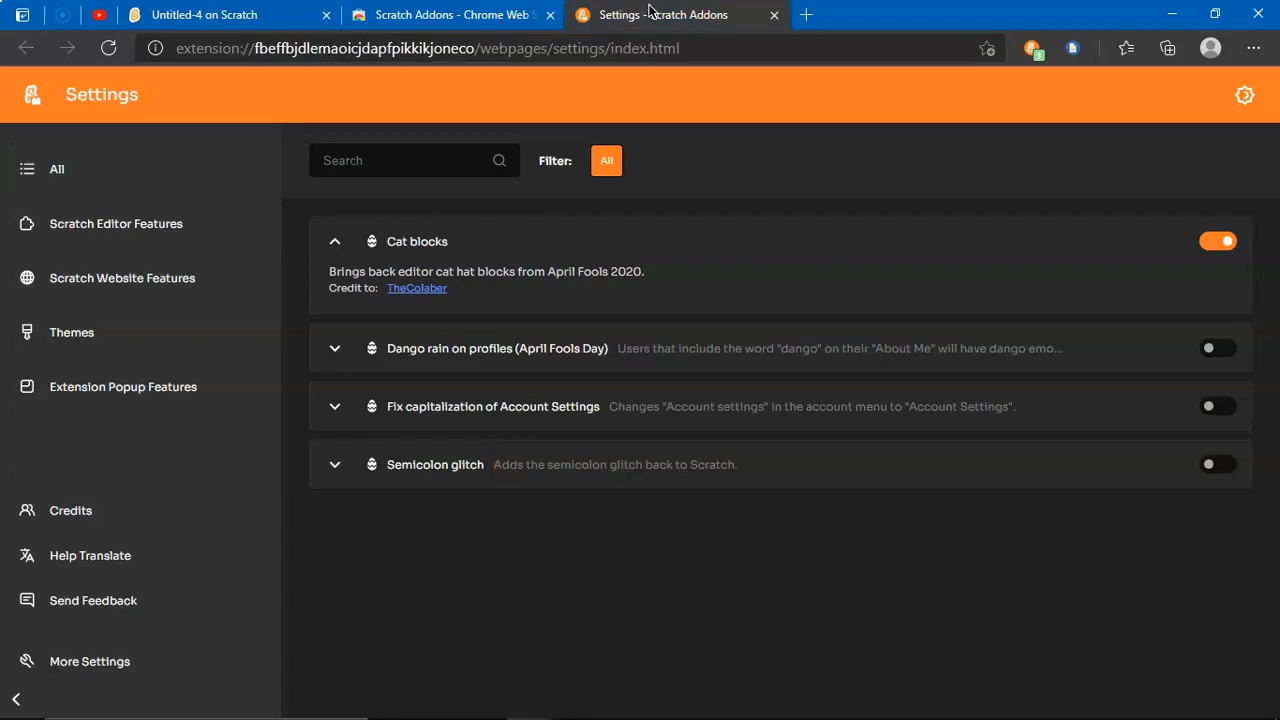 Untitled-4 on Scratch
Scratch Addons - Chrome Web S
Settings - Scratch Addons
extension://fbeffbjdlemaoicjdapfpikkikjoneco/webpages/settings/index.html
Settings
All
Scratch Editor Features
Scratch Website Features
Themes
Extension Popup Features
Credits
Help Translate
Send Feedback
More Settings
Search
Filter:
All
Cat blocks
Brings back editor cat hat blocks from April Fools 2020.
Credit to: TheColaber
Dango rain on profiles (April Fools Day) Users that include the word "dango" on their "About Me" will have dango emo...
Fix capitalization of Account Settings Changes "Account settings" in the account menu to "Account Settings".
Semicolon glitch Adds the semicolon glitch back to Scratch.